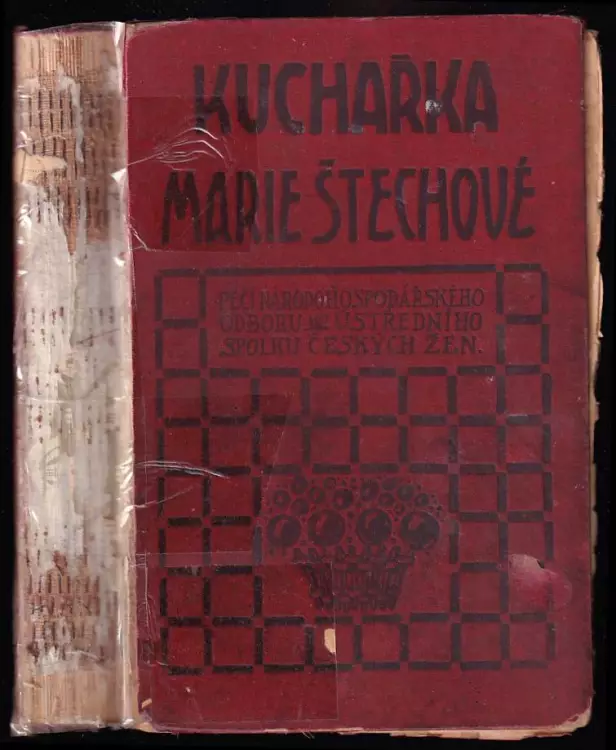 KUCHAŘKA
MARIE ŠTECHOVÉ
PÉČÍ NÁRODOHOSPODÁŘSKÉHO
ODBORU ÚSTŘEDNÍHO
SPOLKU ČESKÝCH ŽEN.